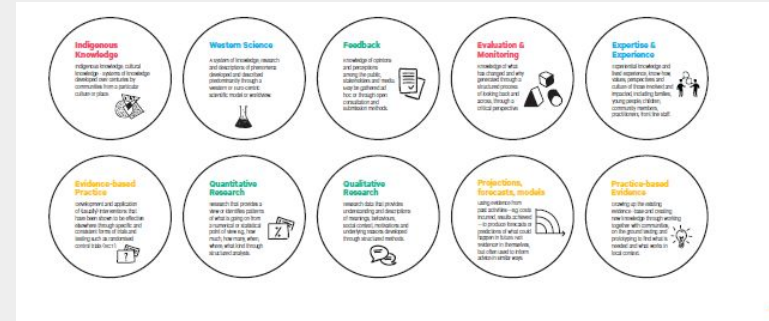 Indigenous
Knowledge
Indigenous knowledge, cultural
knowledge - systems of knowledge
developed over centuries by
communities from a particular
culture or place.
Western Science
A system of knowledge, research
and descriptions of phenomena
developed and described
predominantly through a
western or euro-centric
scientific model or worldview.
Feedback
Knowledge of opinions
and perceptions
among the public,
stakeholders and media.
May be gathered ad
hoc or through open
consultation and
submission methods.
Evaluation &
Monitoring
Knowledge of what
has changed and why
generated through a
structured process
of looking back and
across, through a
critical perspective.
Expertise &
Experience
Experiential knowledge and
lived experience, know how,
values, perspectives and
culture of those involved and
impacted, including families,
young people, children,
community members,
practitioners, front line staff.
Evidence-based
Practice
Development and application
of (usually) interventions that
have been shown to be effective
elsewhere through specific and
consistent forms of trials and
testing such as randomised
control trials
Quantitative
Research
Research that provides a
view or identifies patterns
of what is going on from
a numerical or statistical
point of view e.g. how
much, how many, when,
where, what kind through
structured analysis.
Qualitative
Research
Research data that provides
understanding and descriptions
of meanings, behaviours,
social context, motivations and
underlying reasons developed
through structured methods.
Projections,
forecasts, models
Using evidence from
past activities – e.g. costs
incurred, results achieved
– to produce forecasts or
predictions of what could
happen in future. Not
evidence in themselves,
but often used to inform
advice in similar ways.
Practice-based
Evidence
Growing up the existing
evidence-base and creating
new knowledge through working
together with communities,
on the ground testing and
prototyping to find what is
needed and what works in
local context.